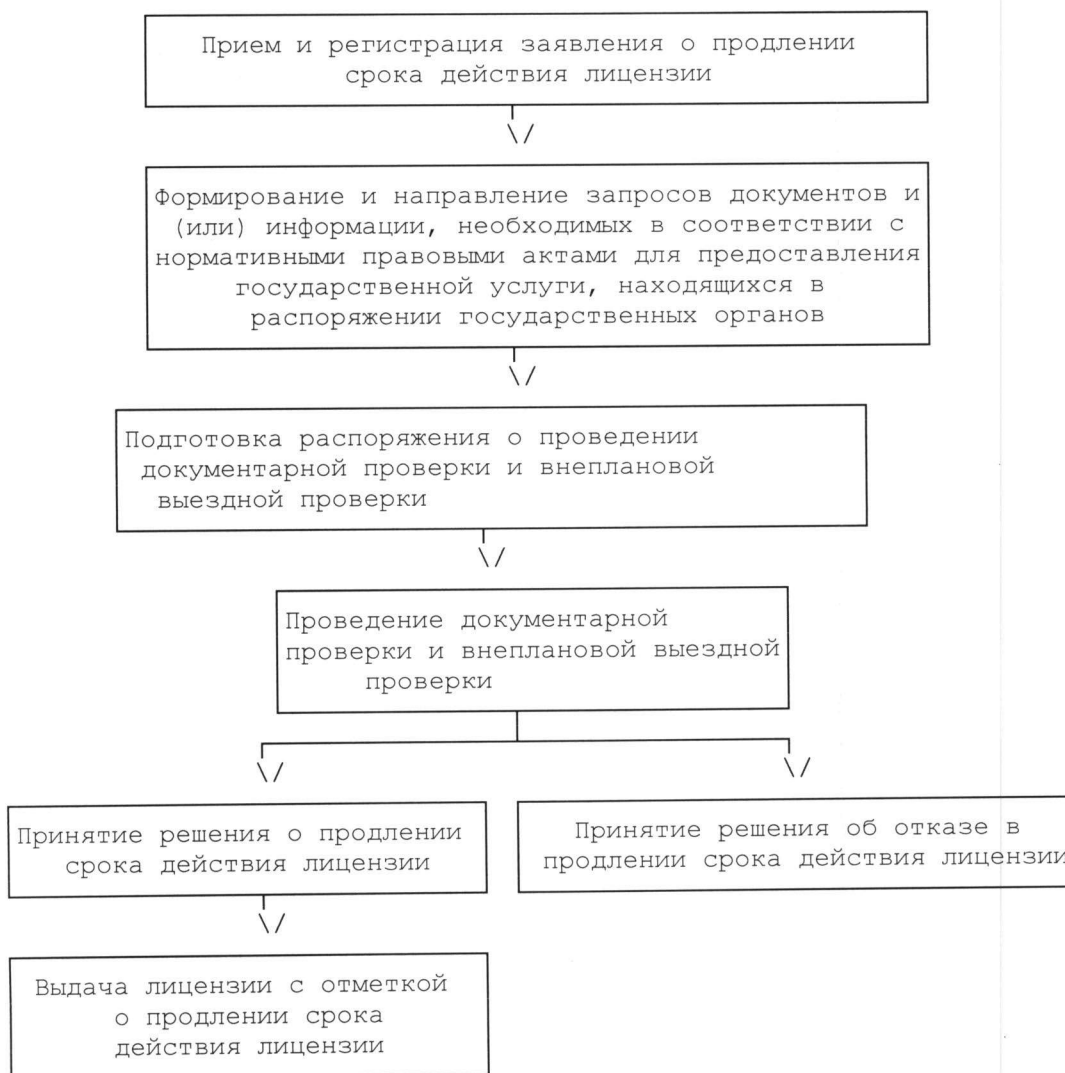 Прием и регистрация заявления о продлении
срока действия лицензии
Формирование и направление запросов документов и
(или) информации, необходимых в соответствии с
нормативными правовыми актами для предоставления
государственной услуги, находящихся в
распоряжении государственных органов
Подготовка распоряжения о проведении
документарной проверки и внеплановой
выездной проверки
Проведение документарной
проверки и внеплановой выездной
проверки
Принятие решения о продлении
срока действия лицензии
Принятие решения об отказе в
продлении срока действия лицензии
Выдача лицензии с отметкой
о продлении срока
действия лицензии